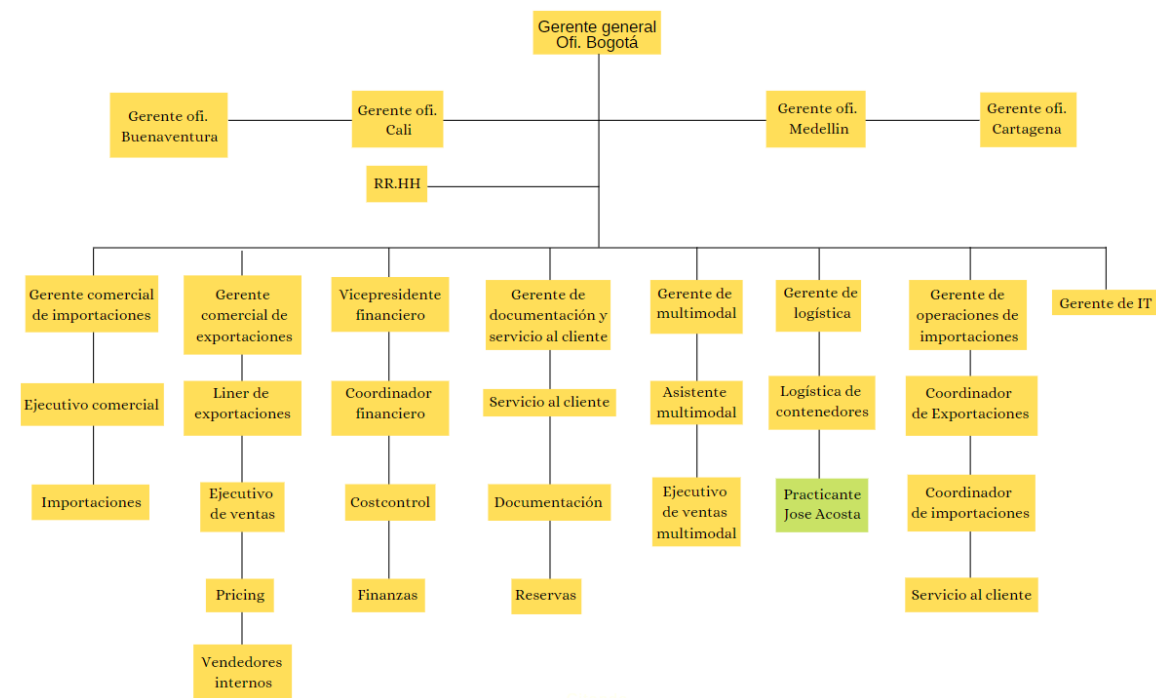 Gerente general
Ofi. Bogotá
Gerente ofi.
Buenaventura
Gerente ofi.
Cali
Gerente ofi.
Medellin
Gerente ofi.
Cartagena
RR.HH
Gerente comercial
de importaciones
Gerente
comercial de
exportaciones
Vicepresidente
financiero
Gerente de
documentación y
servicio al cliente
Gerente de
multimodal
Gerente de
logística
Gerente de
operaciones de
importaciones
Gerente de IT
Ejecutivo comercial
Liner de
exportaciones
Coordinador
financiero
Servicio al cliente
Asistente
multimodal
Logística de
contenedores
Coordinador
de Exportaciones
Importaciones
Ejecutivo
de ventas
Costcontrol
Documentación
Ejecutivo
de ventas
multimodal
Practicante
Jose Acosta
Coordinador
de importaciones
Pricing
Finanzas
Reservas
Servicio al cliente
Vendedores
internos